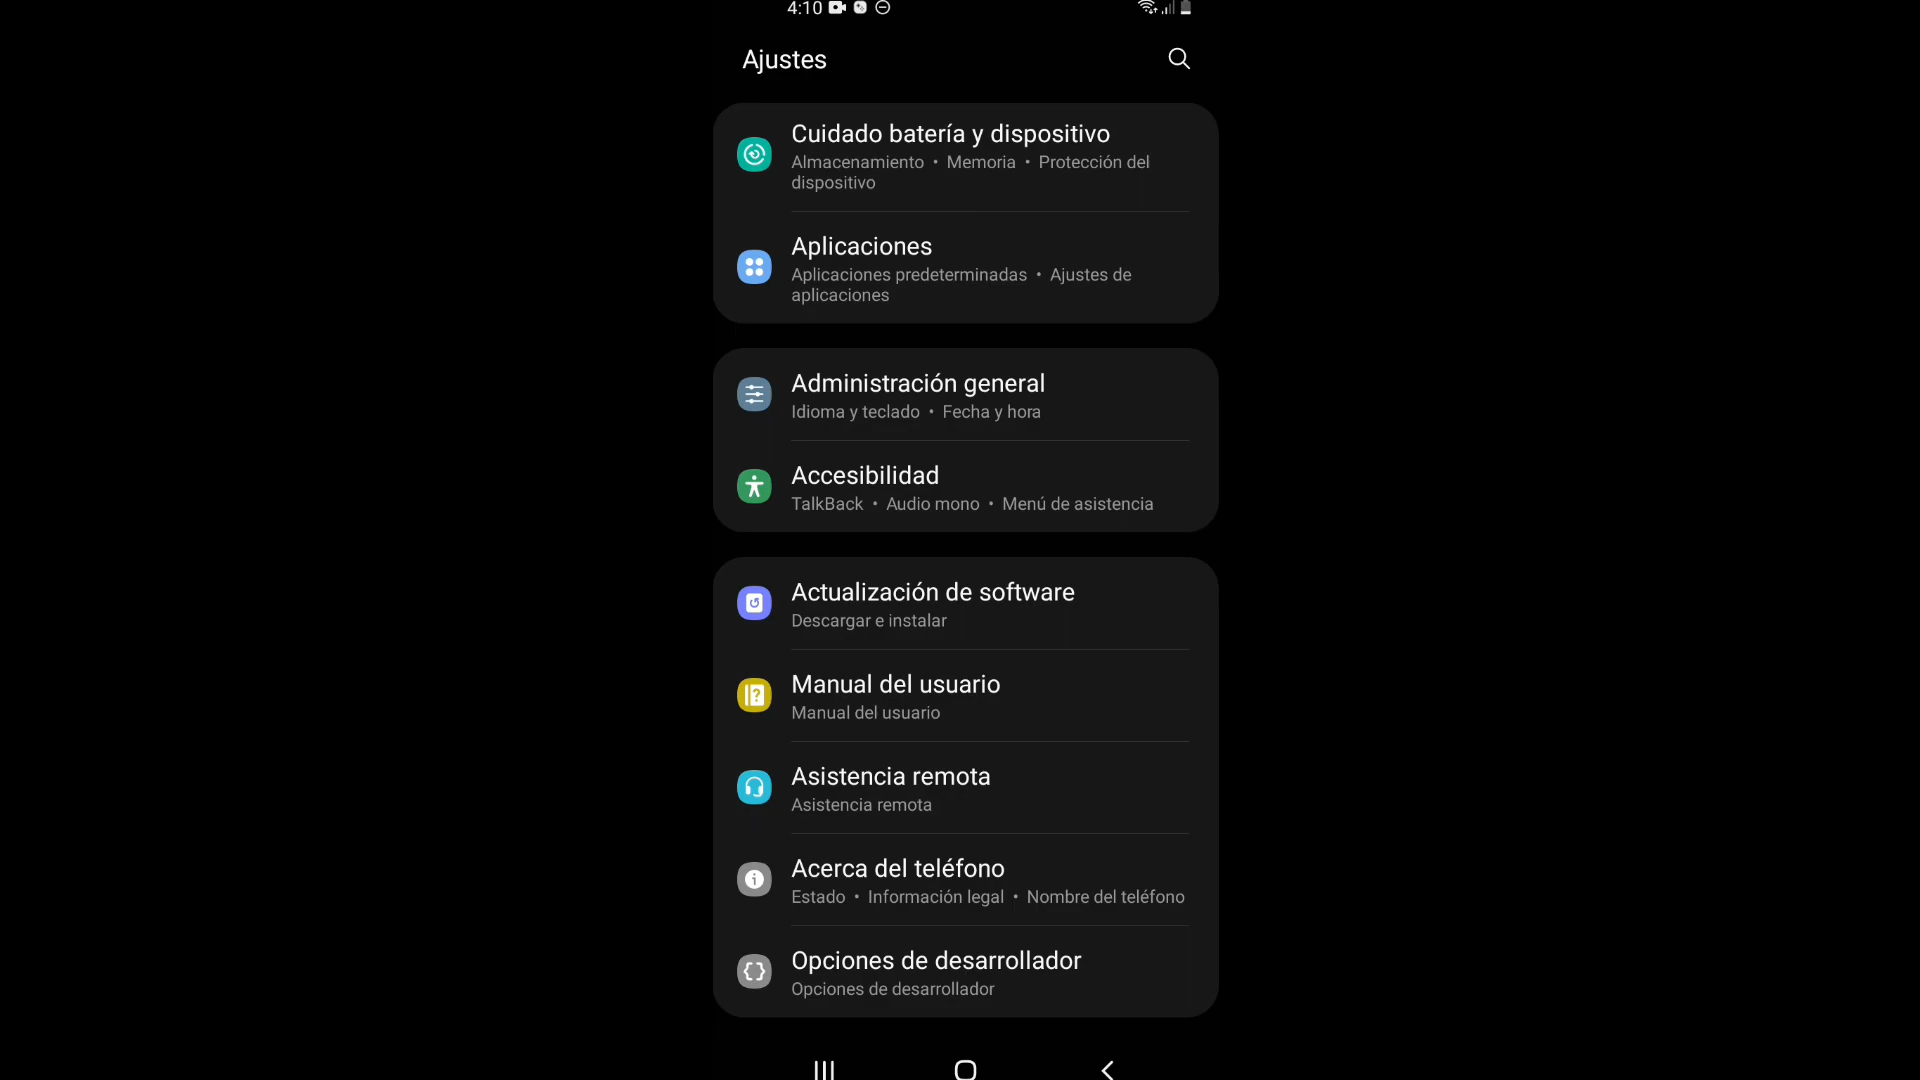 4:10
Ajustes
Cuidado batería y dispositivo
Almacenamiento • Memoria • Protección del
dispositivo
Aplicaciones
Aplicaciones predeterminadas • Ajustes de
aplicaciones
Administración general
Idioma y teclado • Fecha y hora
Accesibilidad
TalkBack • Audio mono • Menú de asistencia
Actualización de software
Descargar e instalar
Manual del usuario
Manual del usuario
Asistencia remota
Asistencia remota
Acerca del teléfono
Estado • Información legal • Nombre del teléfono
Opciones de desarrollador
Opciones de desarrollador